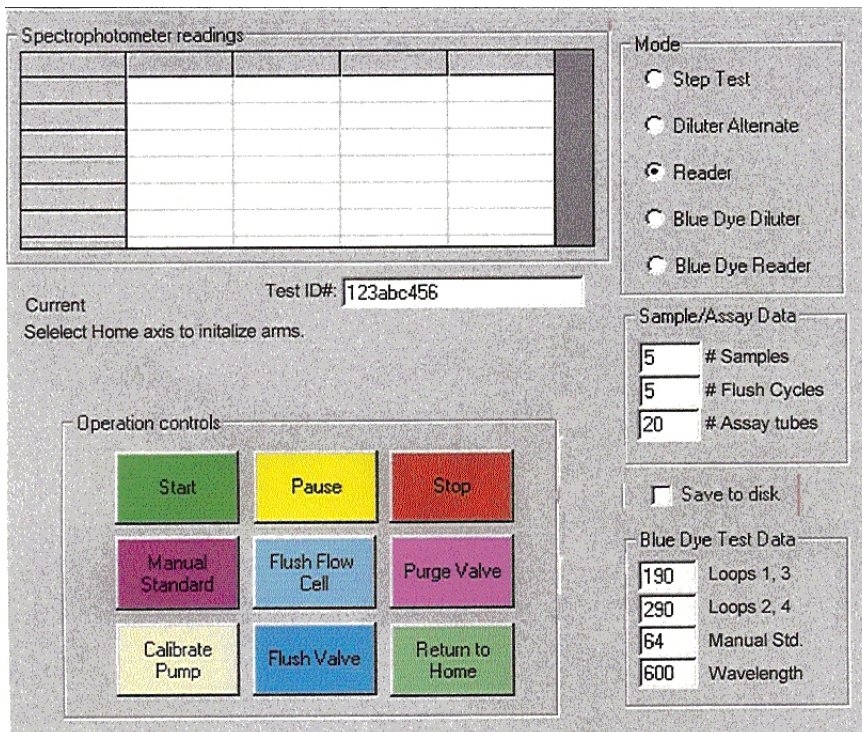 Spectrophotometer readings
Test ID#: 123abc456
Current
Selelect Home axis to initalize arms.
Operation controls
Start
Pause
Stop
Manual
Standard
Flush Flow
Cell
Purge Valve
Calibrate
Pump
Flush Valve
Return to
Home
Mode
Step Test
Diluter Alternate
Reader
Blue Dye Diluter
Blue Dye Reader
Sample/Assay Data
5 # Samples
5 # Flush Cycles
20 # Assay tubes
Save to disk
Blue Dye Test Data
190 Loops 1, 3
290 Loops 2, 4
64 Manual Std.
600 Wavelength